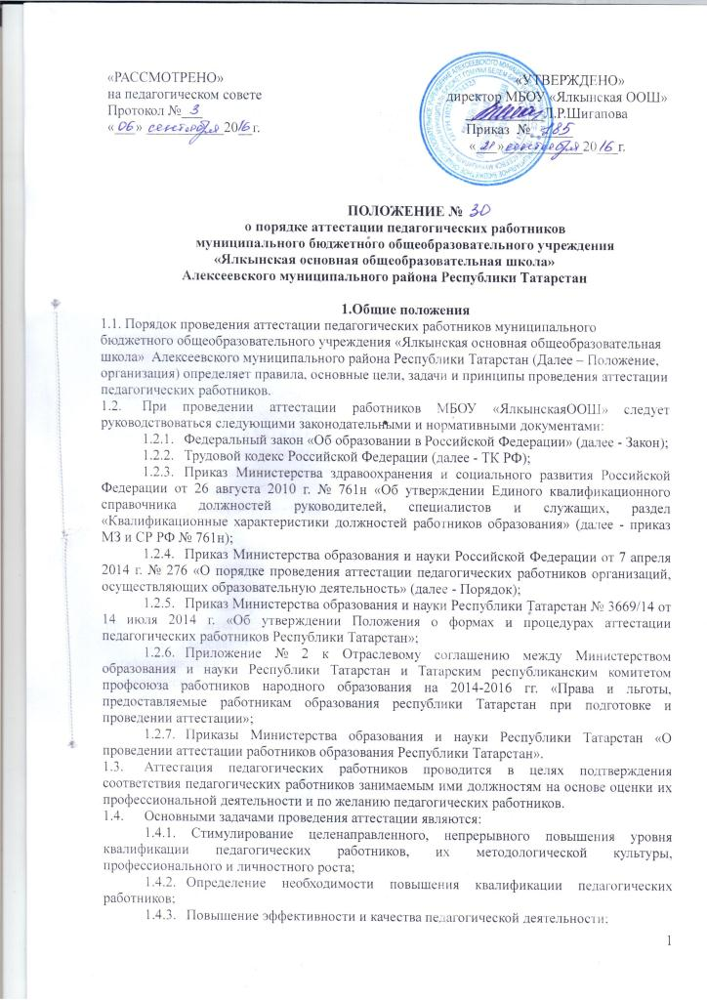 «РАССМОТРЕНО»
на педагогическом совете
Протокол № 3
«06» сентября 2016 г.
«УТВЕРЖДЕНО»
директор МБОУ «Ялкынская ООШ»
Л.Р.Шигапова
Приказ № 185
«21» сентября 2016 г.
ПОЛОЖЕНИЕ № 30
о порядке аттестации педагогических работников
муниципального бюджетного общеобразовательного учреждения
«Ялкынская основная общеобразовательная школа»
Алексеевского муниципального района Республики Татарстан
1.Общие положения
1.1. Порядок проведения аттестации педагогических работников муниципального
бюджетного общеобразовательного учреждения «Ялкынская основная общеобразовательная
школа» Алексеевского муниципального района Республики Татарстан (Далее – Положение,
организация) определяет правила, основные цели, задачи и принципы проведения аттестации
педагогических работников.
1.2. При проведении аттестации работников МБОУ «ЯлкынскаяООШ» следует
руководствоваться следующими законодательными и нормативными документами:
1.2.1. Федеральный закон «Об образовании в Российской Федерации» (далее - Закон);
1.2.2. Трудовой кодекс Российской Федерации (далее - ТК РФ);
1.2.3. Приказ Министерства здравоохранения и социального развития Российской
Федерации от 26 августа 2010 г. № 761н «Об утверждении Единого квалификационного
справочника должностей руководителей, специалистов и служащих, раздел
«Квалификационные характеристики должностей работников образования» (далее - приказ
МЗ и СР РФ № 761н);
1.2.4. Приказ Министерства образования и науки Российской Федерации от 7 апреля
2014 г. № 276 «О порядке проведения аттестации педагогических работников организаций,
осуществляющих образовательную деятельность» (далее - Порядок);
1.2.5. Приказ Министерства образования и науки Республики Татарстан № 3669/14 от
14 июля 2014 г. «Об утверждении Положения о формах и процедурах аттестации
педагогических работников Республики Татарстан»;
1.2.6. Приложение № 2 к Отраслевому соглашению между Министерством
образования и науки Республики Татарстан и Татарским республиканским комитетом
профсоюза работников народного образования на 2014-2016 гг. «Права и льготы,
предоставляемые работникам образования республики Татарстан при подготовке и
проведении аттестации»;
1.2.7. Приказы Министерства образования и науки Республики Татарстан «О
проведении аттестации работников образования Республики Татарстан».
1.3. Аттестация педагогических работников проводится в целях подтверждения
соответствия педагогических работников занимаемым ими должностям на основе оценки их
профессиональной деятельности и по желанию педагогических работников.
1.4. Основными задачами проведения аттестации являются:
1.4.1. Стимулирование целенаправленного, непрерывного повышения уровня
квалификации педагогических работников, их методологической культуры,
профессионального и личностного роста;
1.4.2. Определение необходимости повышения квалификации педагогических
работников;
1.4.3. Повышение эффективности и качества педагогической деятельности;
1